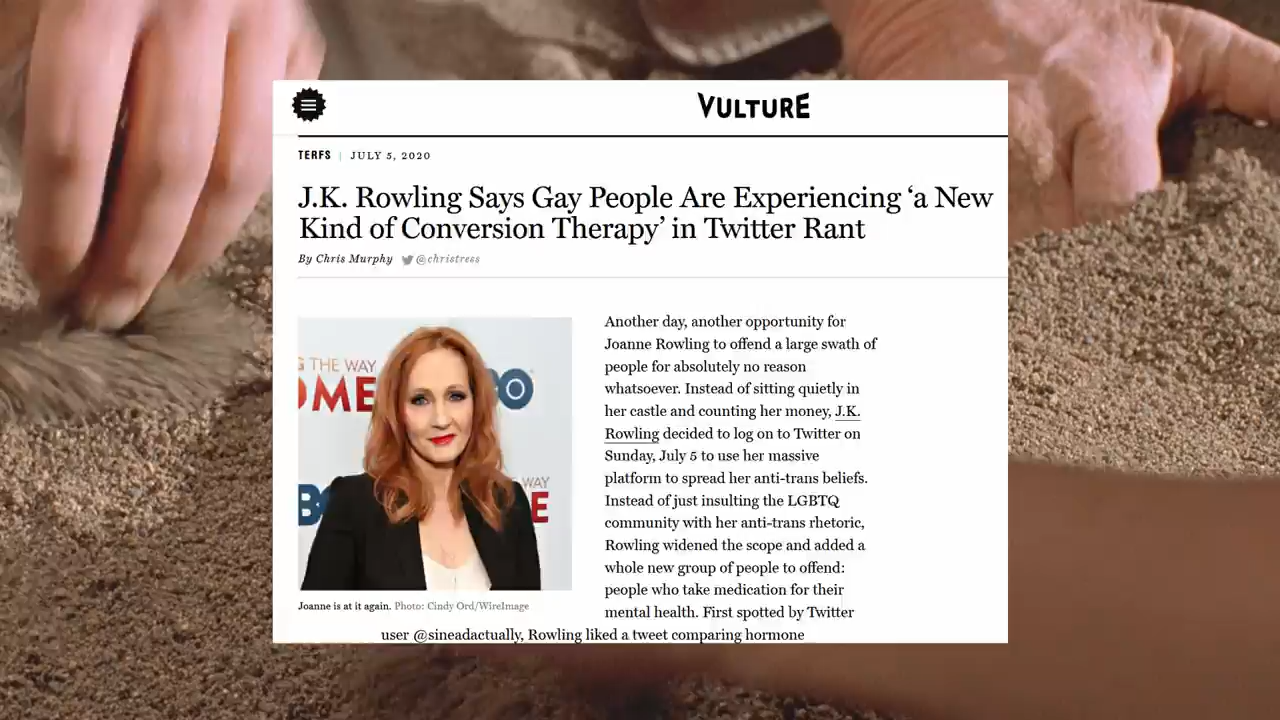 VULTURE
TERFS | JULY 5, 2020
J.K. Rowling Says Gay People Are Experiencing ‘a New
Kind of Conversion Therapy’ in Twitter Rant
By Chris Murphy @christress
G THE WAY
OME
BO
WAY
B
E
Joanne is at it again. Photo: Cindy Ord/WireImage
Another day, another opportunity for
Joanne Rowling to offend a large swath of
people for absolutely no reason
whatsoever. Instead of sitting quietly in
her castle and counting her money, J.K.
Rowling decided to log on to Twitter on
Sunday, July 5 to use her massive
platform to spread her anti-trans beliefs.
Instead of just insulting the LGBTQ
community with her anti-trans rhetoric,
Rowling widened the scope and added a
whole new group of people to offend:
people who take medication for their
mental health. First spotted by Twitter
user @sineadactually, Rowling liked a tweet comparing hormone